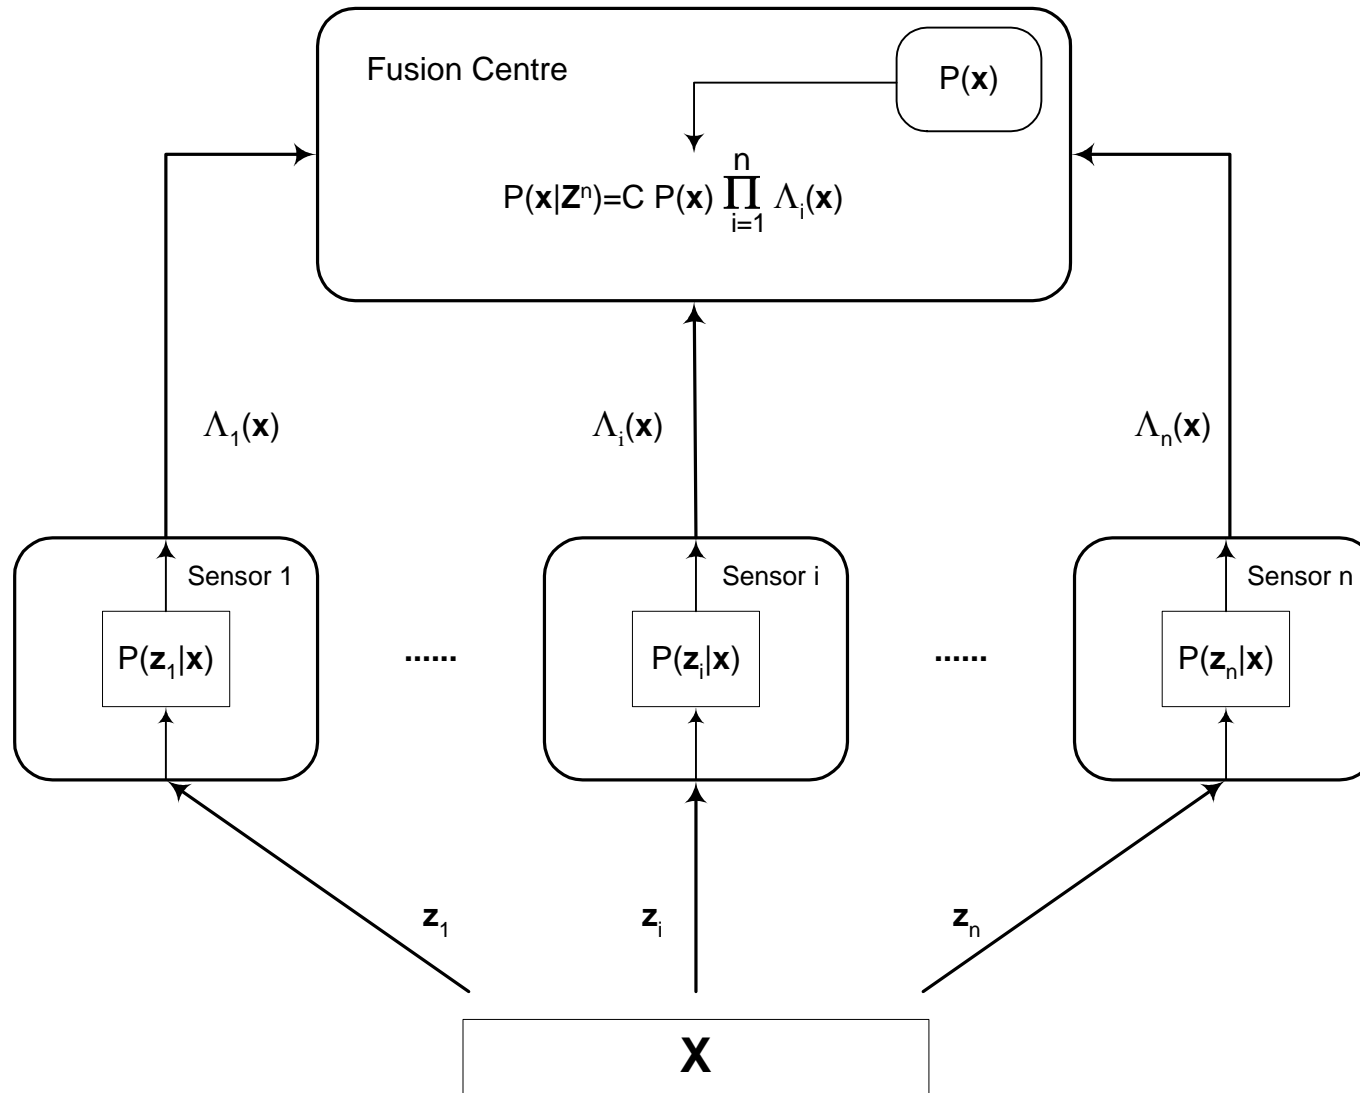 Fusion Centre
P(x)
P(x|Zⁿ)=C P(x) ∏ Λᵢ(x)
n
i=1
Λ₁(x)
Λᵢ(x)
Λₙ(x)
Sensor 1
Sensor i
Sensor n
P(z₁|x)
......
P(zᵢ|x)
......
P(zₙ|x)
z₁
zᵢ
zₙ
X